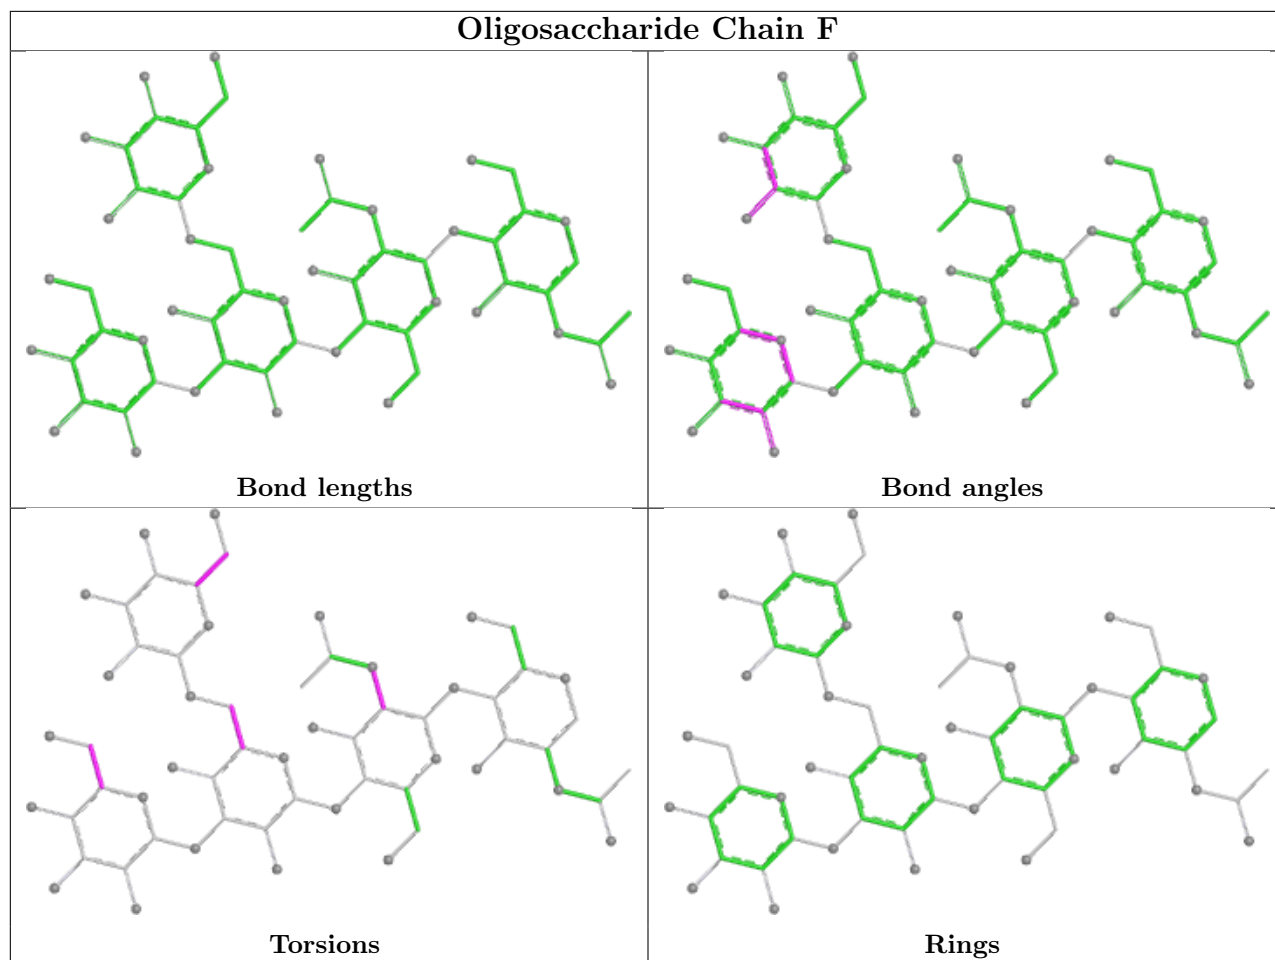 Oligosaccharide Chain F
Bond lengths
Bond angles
Torsions
Rings